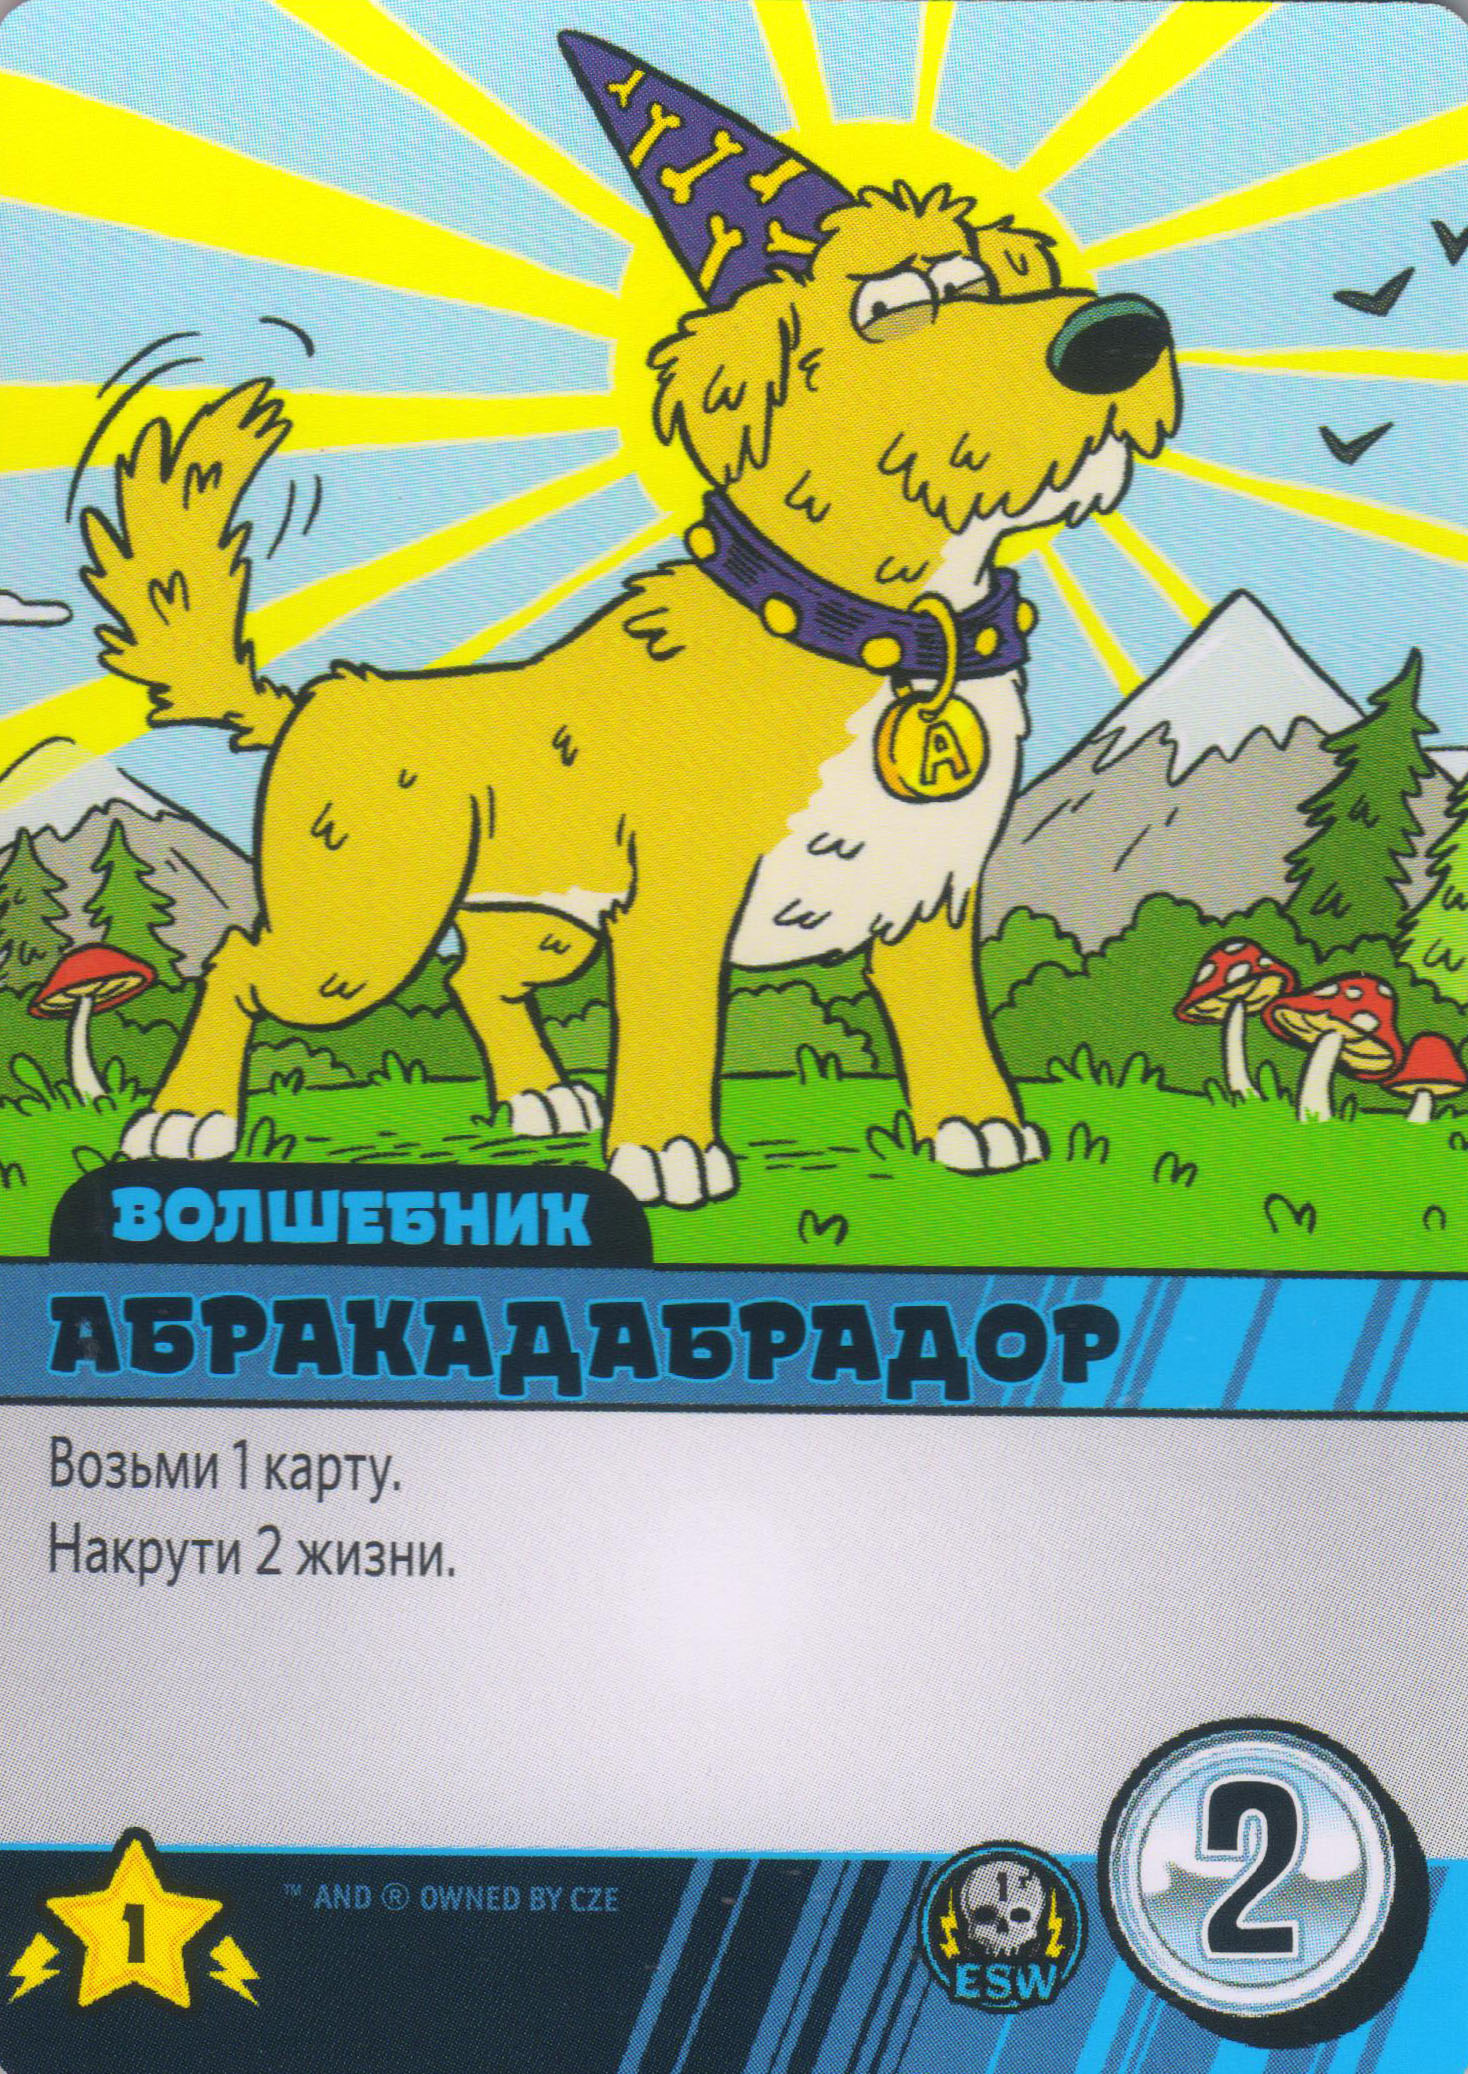 A
ВОЛШЕБНИК
АБРАКАДАБРАДОР
Возьми 1 карту.
Накрути 2 жизни.
1
™ AND ® OWNED BY CZE
ESW
2